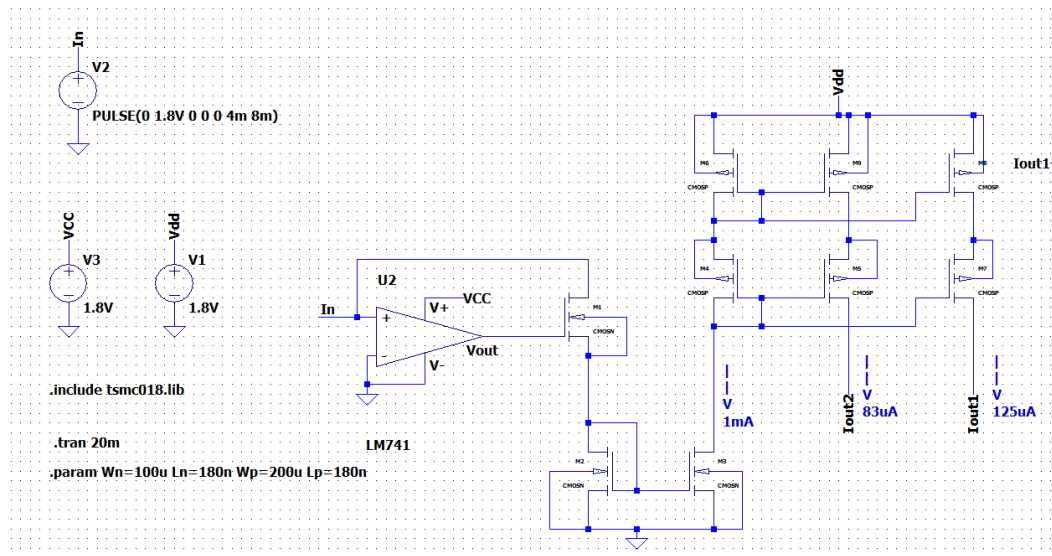 In
V2
PULSE(0 1.8V 0 0 0 4m 8m)
VCC
V3
1.8V
Vdd
V1
1.8V
.include tsmc018.lib
.tran 20m
.param Wn=100u Ln=180n Wp=200u Lp=180n
In
U2
+
-
V+
VCC
V-
Vout
LM741
M1
CMOSN
M2
CMOSN
M3
CMOSN
Vdd
M6
CMOSP
M9
CMOSP
M8
CMOSP
Iout1
M4
CMOSP
M5
CMOSP
M7
CMOSP
V
1mA
Iout2
V
83uA
Iout1
V
125uA